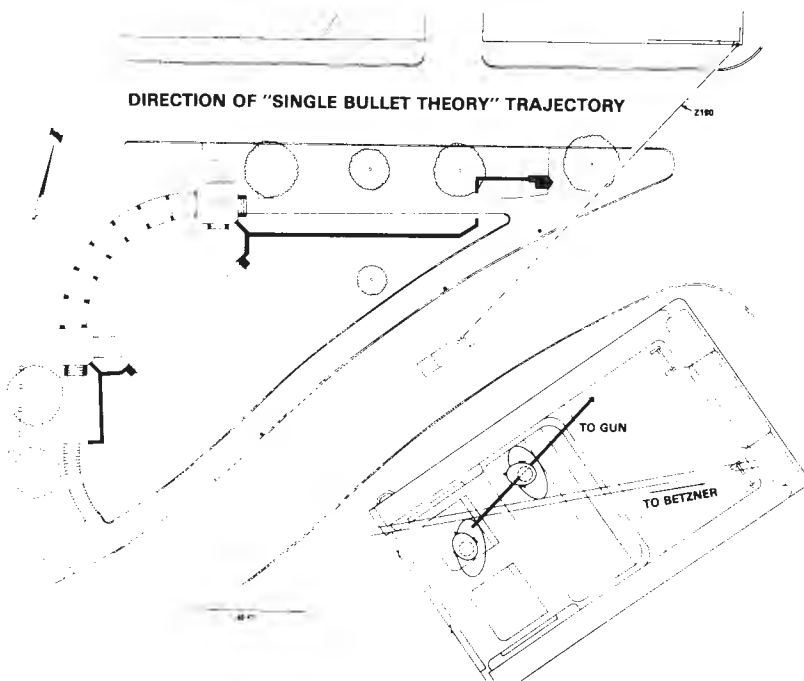 DIRECTION OF "SINGLE BULLET THEORY" TRAJECTORY
Z190
TO GUN
TO BETZNER